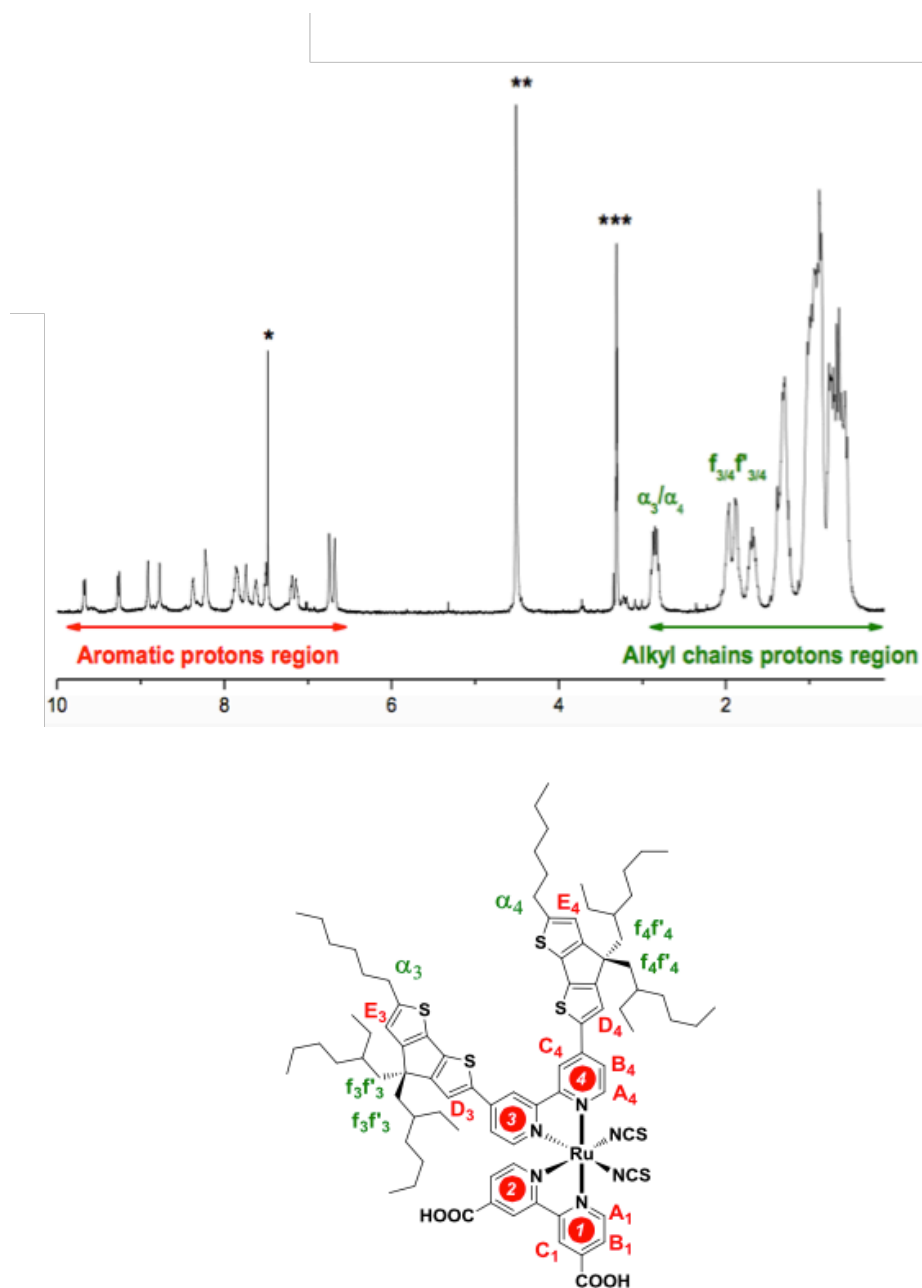 **
***
*
f3/4f'3/4
α3/α4
Aromatic protons region
Alkyl chains protons region
10 8 6 4 2
α4
E4
S
f4f'4
f4f'4
α3
S
D4
E3
S
S
C4
B4
4
A4
f3f'3
f3f'3
D3
3
N
N
NCS
Ru
NCS
2
N
N
A1
HOOC
1
B1
C1
COOH